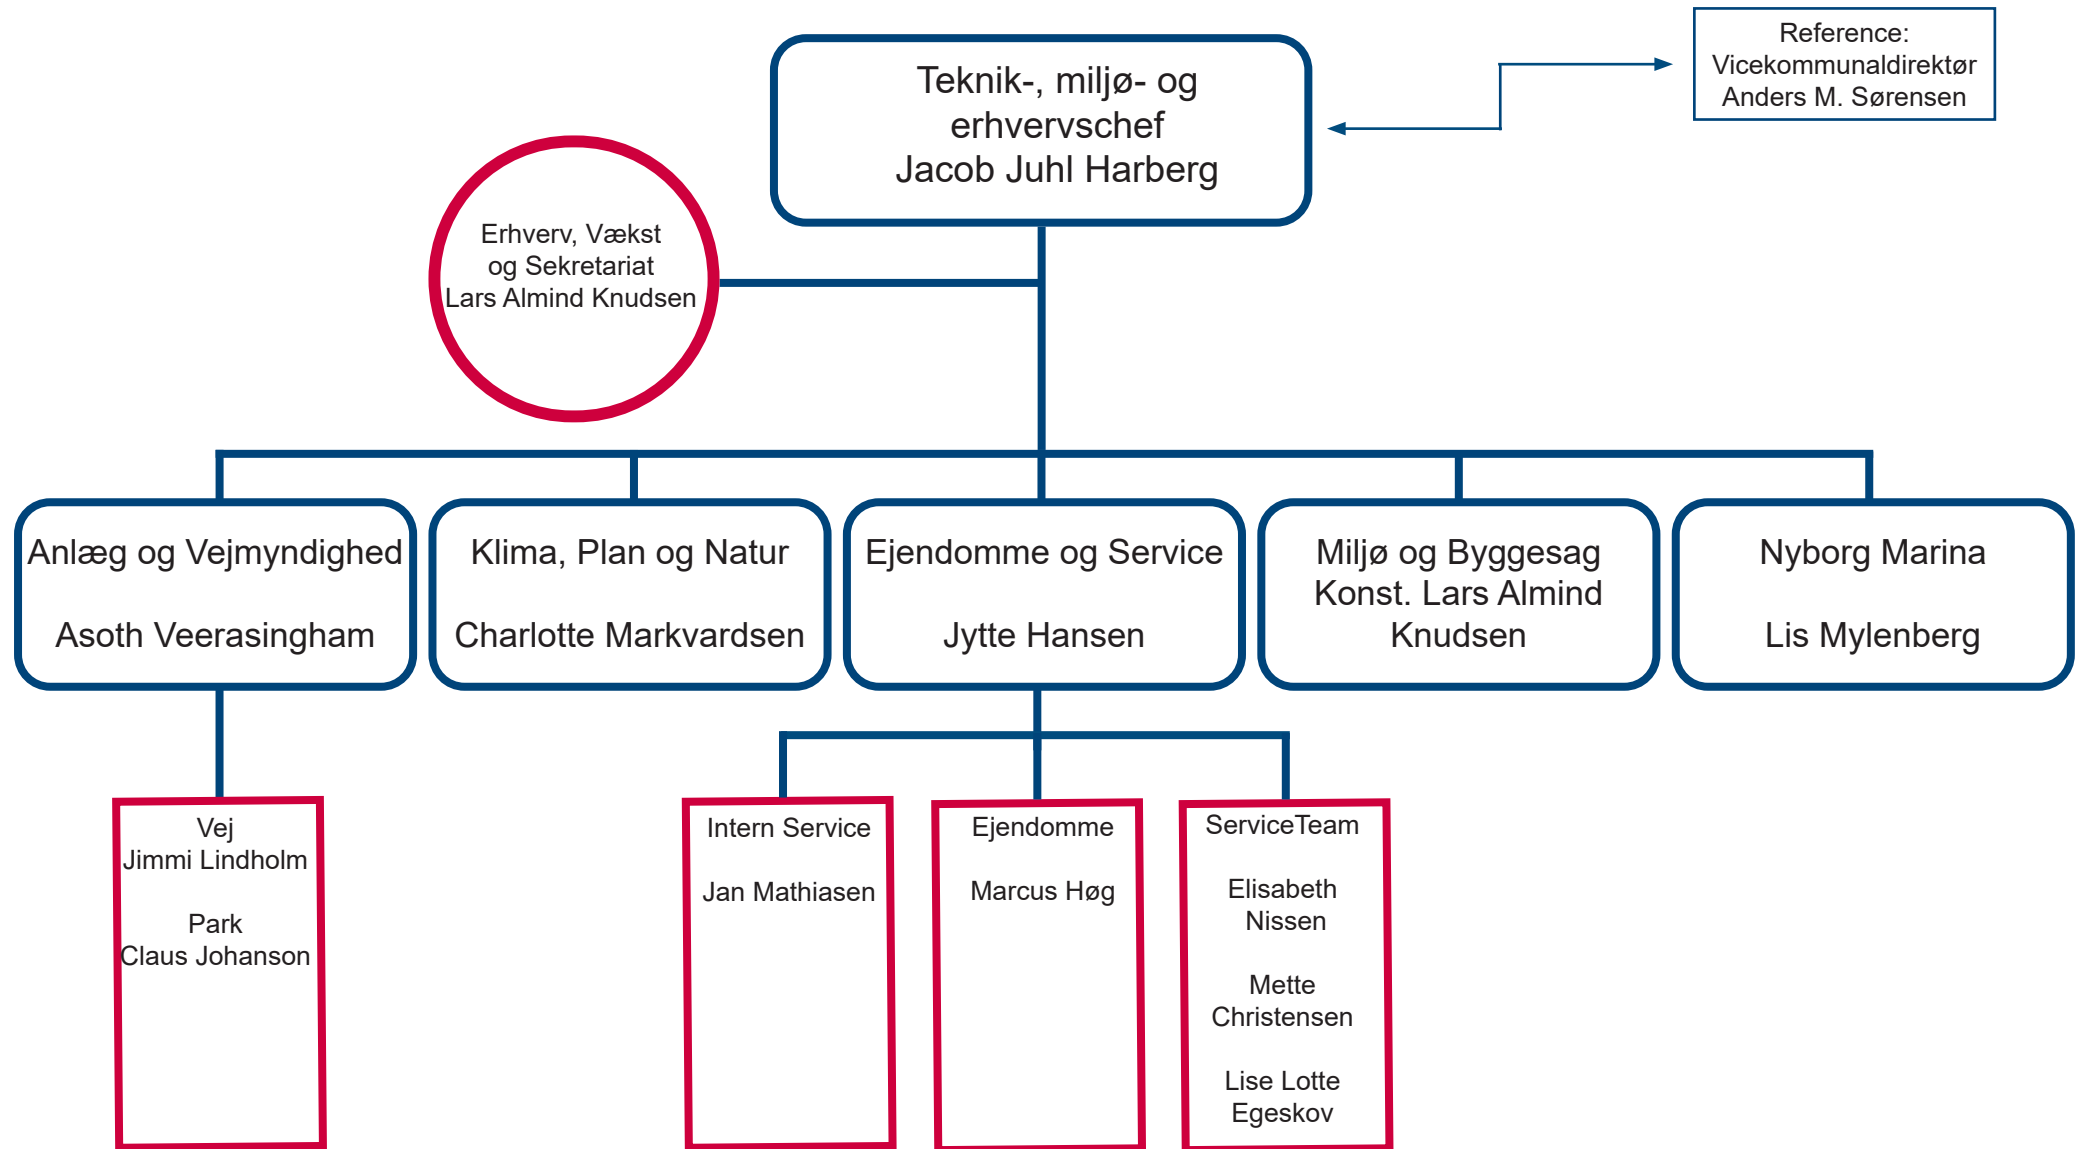 Reference:
Vicekommunaldirektør
Anders M. Sørensen
Teknik-, miljø- og
erhvervschef
Jacob Juhl Harberg
Erhverv, Vækst
og Sekretariat
Lars Almind Knudsen
Anlæg og Vejmyndighed
Asoth Veerasingham
Klima, Plan og Natur
Charlotte Markvardsen
Ejendomme og Service
Jytte Hansen
Miljø og Byggesag
Konst. Lars Almind
Knudsen
Nyborg Marina
Lis Mylenberg
Vej
Jimmi Lindholm
Park
Claus Johanson
Intern Service
Jan Mathiasen
Ejendomme
Marcus Høg
ServiceTeam
Elisabeth
Nissen
Mette
Christensen
Lise Lotte
Egeskov